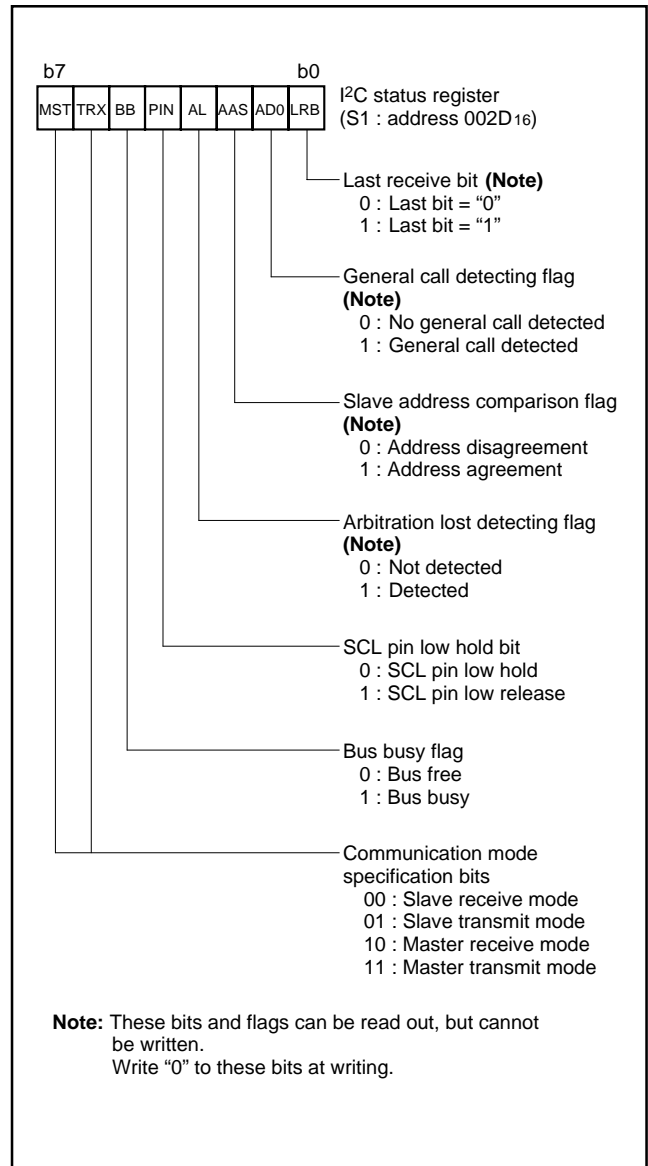 b7 b0
MST TRX BB PIN AL AAS AD0 LRB
I²C status register
(S1 : address 002D₁₆)
Last receive bit (Note)
0 : Last bit = “0”
1 : Last bit = “1”
General call detecting flag
(Note)
0 : No general call detected
1 : General call detected
Slave address comparison flag
(Note)
0 : Address disagreement
1 : Address agreement
Arbitration lost detecting flag
(Note)
0 : Not detected
1 : Detected
SCL pin low hold bit
0 : SCL pin low hold
1 : SCL pin low release
Bus busy flag
0 : Bus free
1 : Bus busy
Communication mode
specification bits
00 : Slave receive mode
01 : Slave transmit mode
10 : Master receive mode
11 : Master transmit mode
Note: These bits and flags can be read out, but cannot
be written.
Write “0” to these bits at writing.